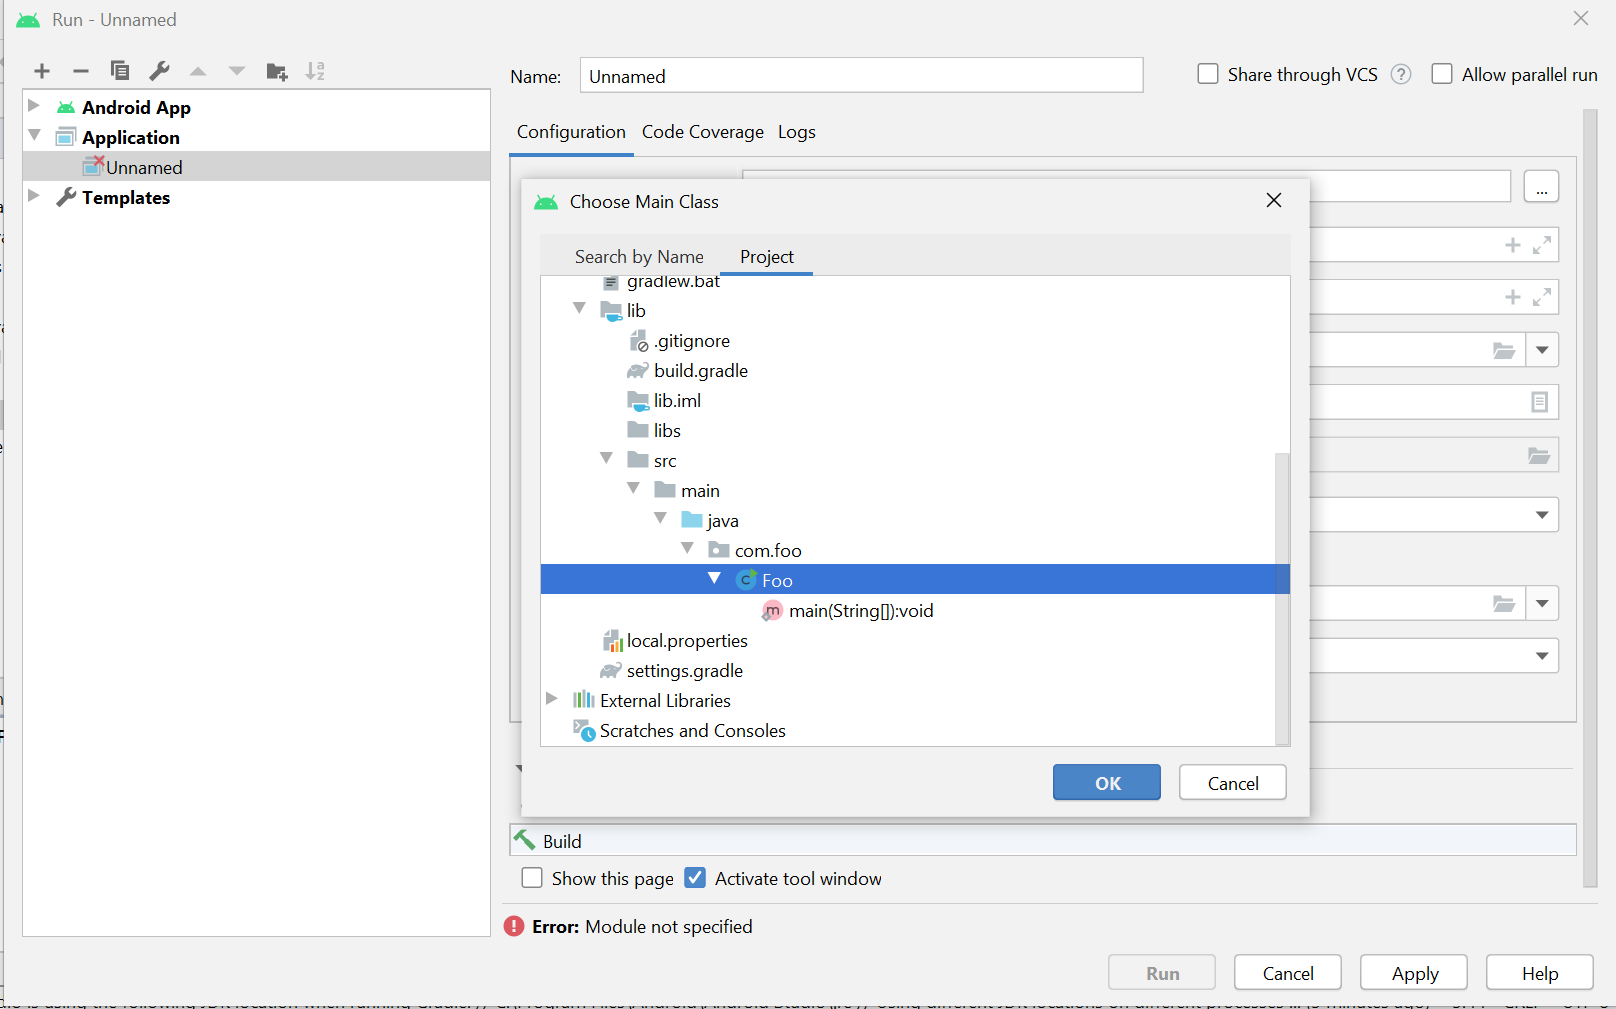 Run - Unnamed
Name: Unnamed Share through VCS ? Allow parallel run
Android App
Application
Unnamed
Templates
Configuration Code Coverage Logs
...
Choose Main Class
Search by Name Project
gradlew.bat
lib
.gitignore
build.gradle
lib.iml
libs
src
main
java
com.foo
Foo
main(String[]):void
local.properties
settings.gradle
External Libraries
Scratches and Consoles
OK Cancel
Build
Show this page Activate tool window
Error: Module not specified
Run Cancel Apply Help